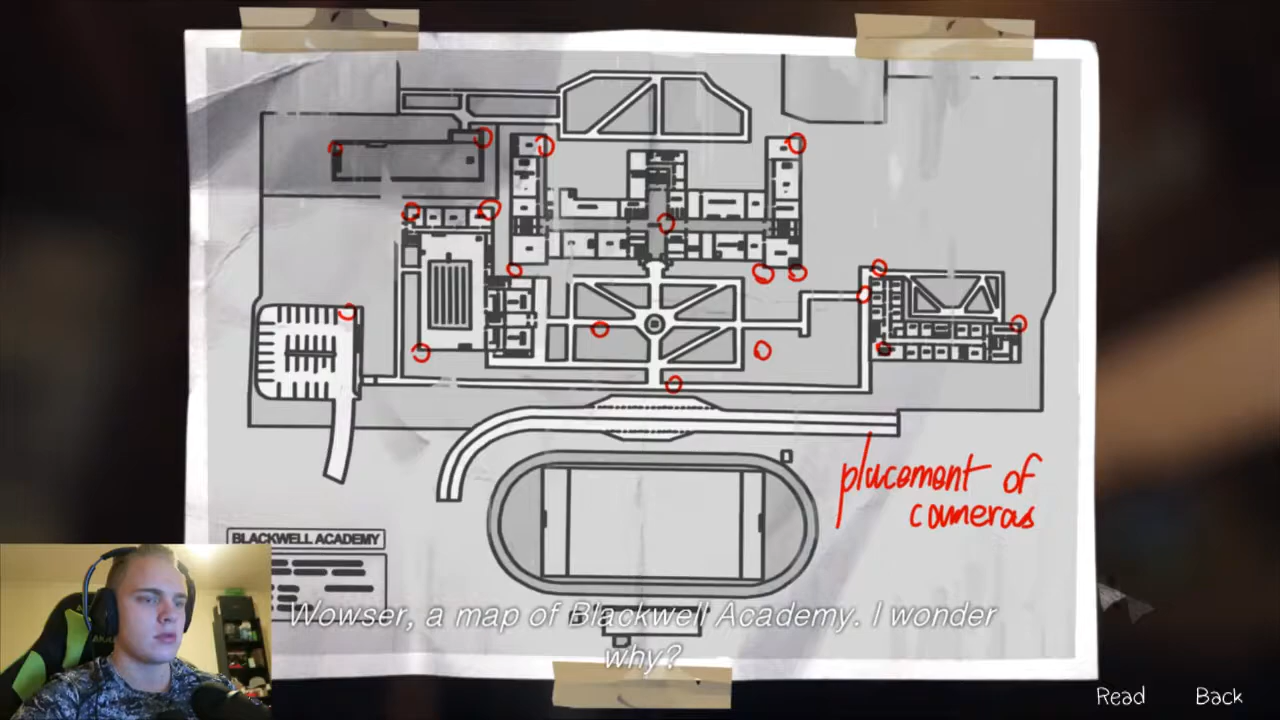 placement of
cameras
BLACKWELL ACADEMY
Wowser, a map of Blackwell Academy. I wonder
why?
Read
Back